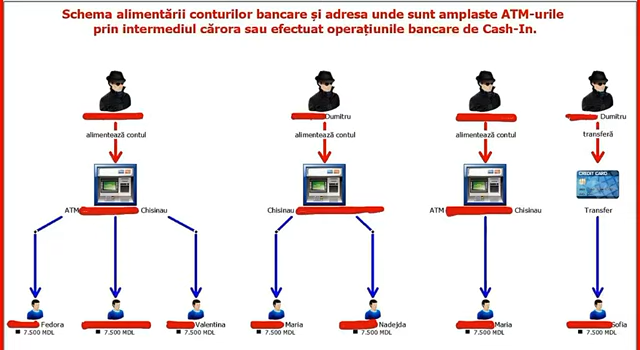 Schema alimentării conturilor bancare și adresa unde sunt amplaste ATM-urile
prin intermediul cărora sau efectuat operațiunile bancare de Cash-In.
Dumitru
Dumitru
alimentează contul
alimentează contul
alimentează contul
transferă
CREDIT CARD
ATM Chisinau
Chisinau
ATM Chisinau
Transfer
Fedora
Valentina
Maria
Nadejda
Maria
Sofia
7.500 MDL
7.500 MDL
7.500 MDL
7.500 MDL
7.500 MDL
7.500 MDL
7.500 MDL